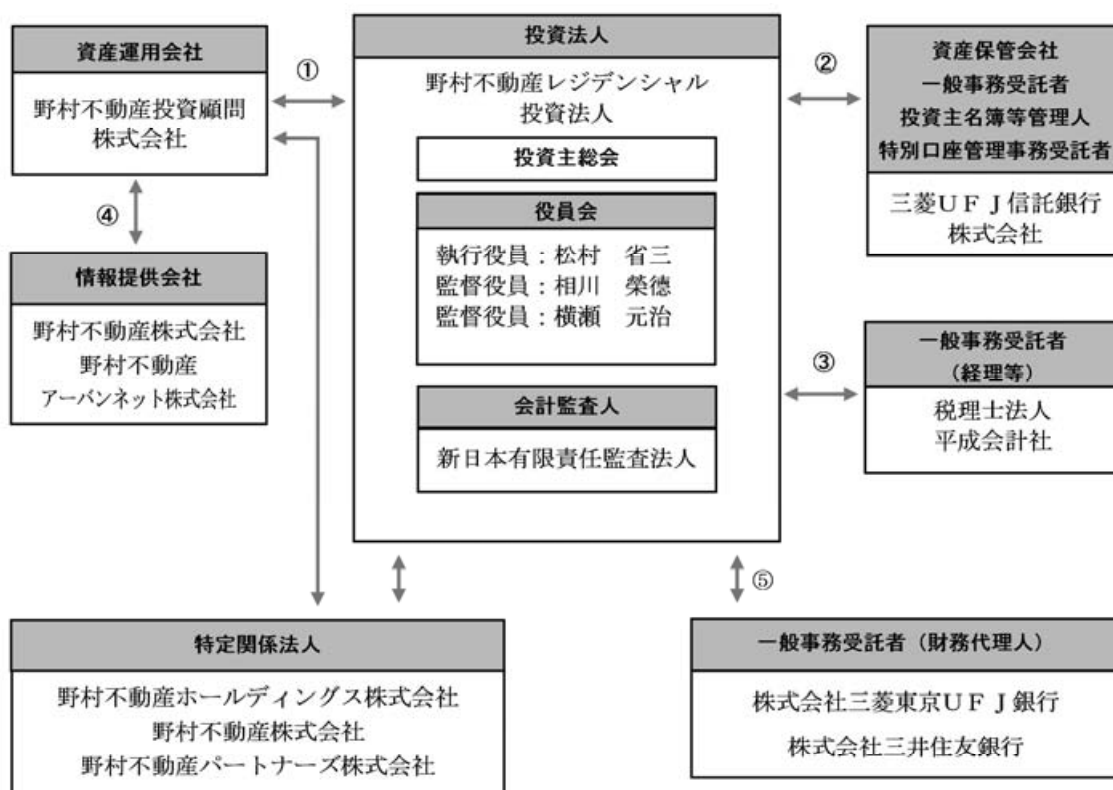 資産運用会社
野村不動産投資顧問
株式会社
①
④
情報提供会社
野村不動産株式会社
野村不動産
アーバンネット株式会社
投資法人
野村不動産レジデンシャル
投資法人
投資主総会
役員会
執行役員：松村　省三
監督役員：相川　榮徳
監督役員：横瀬　元治
会計監査人
新日本有限責任監査法人
②
資産保管会社
一般事務受託者
投資主名簿等管理人
特別口座管理事務受託者
三菱ＵＦＪ信託銀行
株式会社
③
一般事務受託者
（経理等）
税理士法人
平成会計社
⑤
特定関係法人
野村不動産ホールディングス株式会社
野村不動産株式会社
野村不動産パートナーズ株式会社
一般事務受託者（財務代理人）
株式会社三菱東京ＵＦＪ銀行
株式会社三井住友銀行